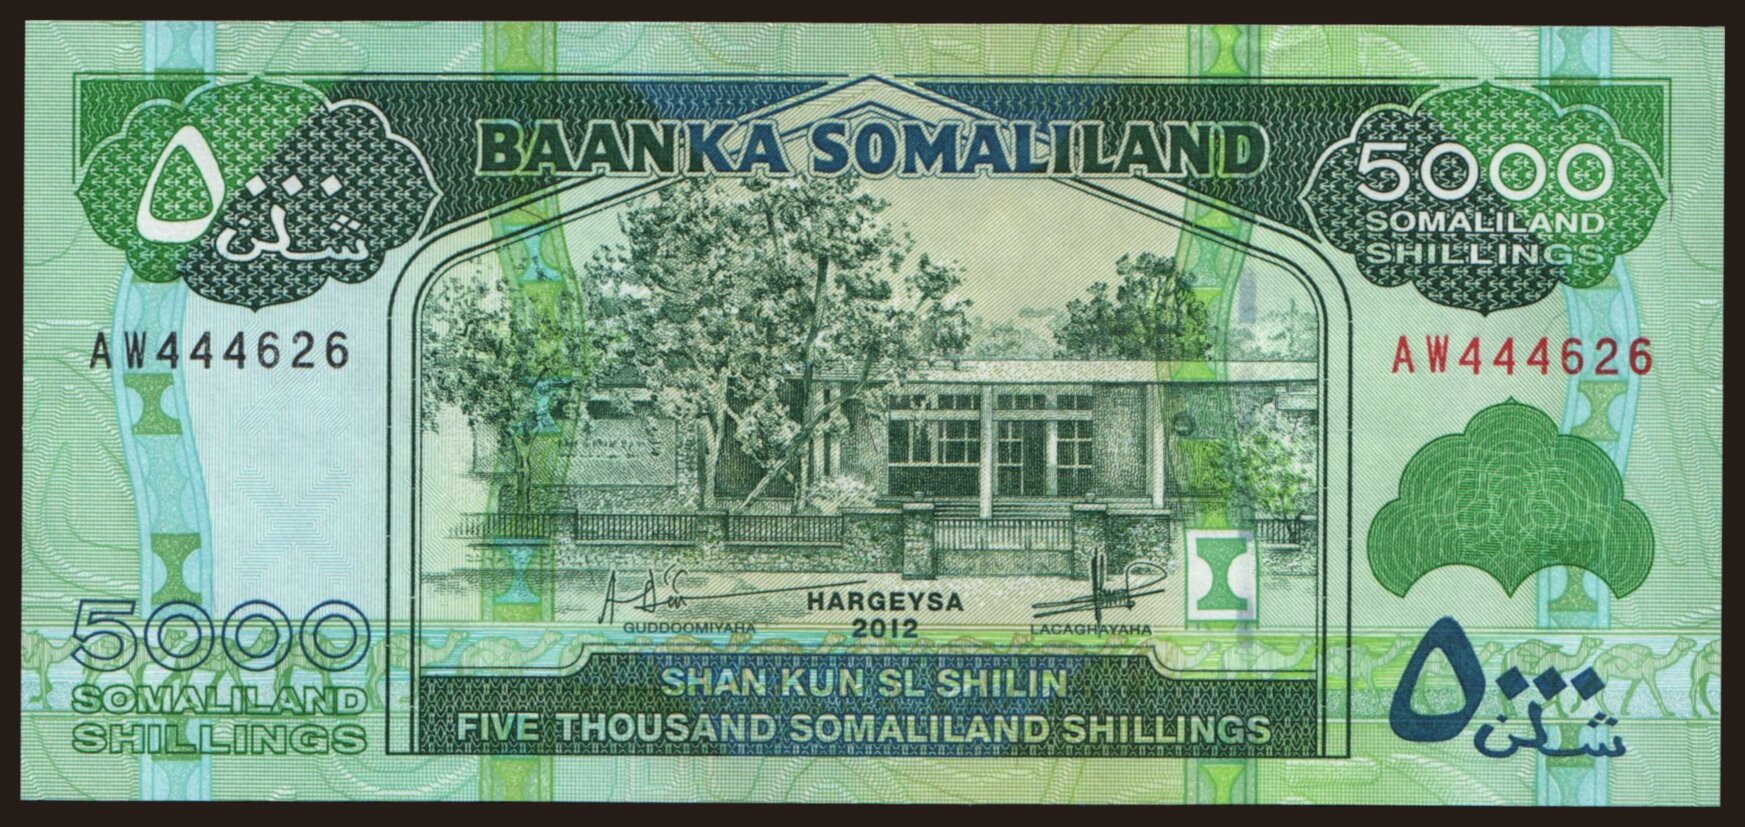 BAANKA SOMALILAND
٥٠٠٠
شلن
5000
SOMALILAND
SHILLINGS
AW444626
AW444626
HARGEYSA
GUDDOOMIYAHA
2012
LACAGHAYAHA
5000
SOMALILAND
SHILLINGS
SHAN KUN SL SHILIN
FIVE THOUSAND SOMALILAND SHILLINGS
٥٠٠٠
شلن